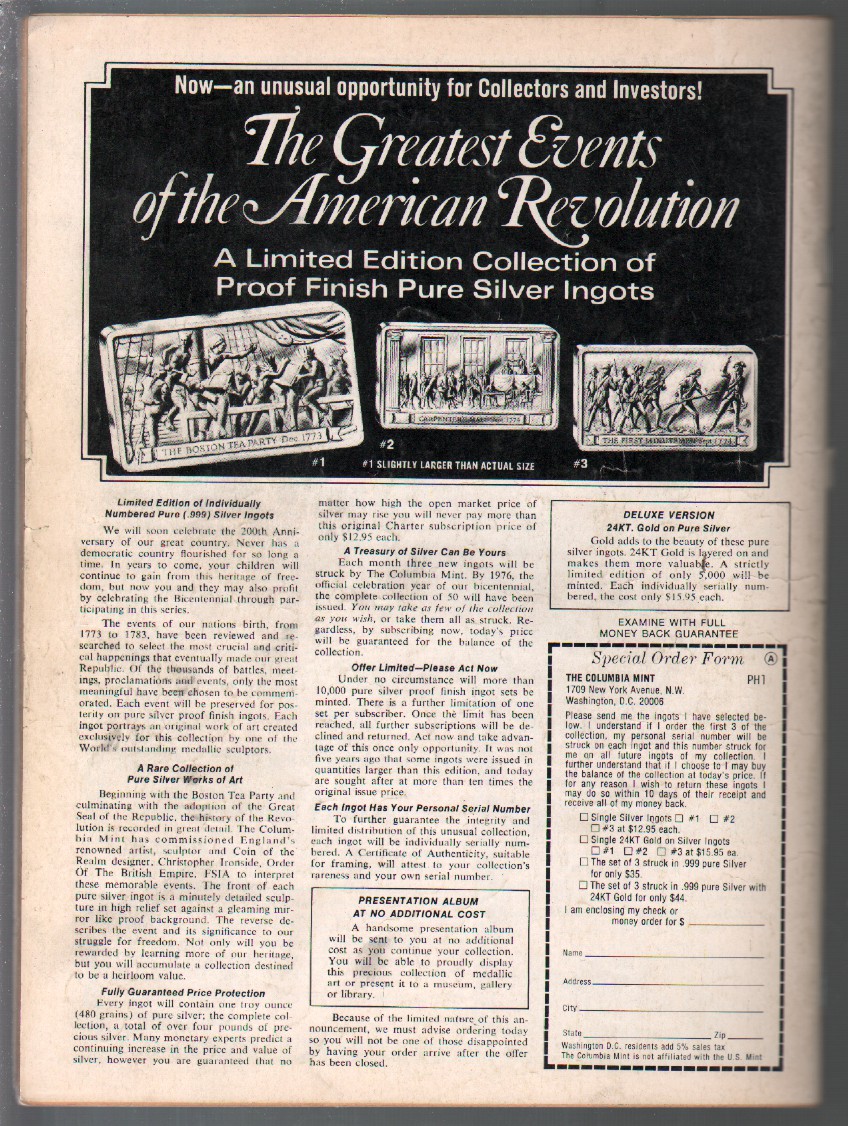 Now—an unusual opportunity for Collectors and Investors!
The Greatest Events
of the American Revolution
A Limited Edition Collection of
Proof Finish Pure Silver Ingots
THE BOSTON TEA PARTY Dec 1773
#1
CARPENTER'S HALL Sept 1774
#2
#1 SLIGHTLY LARGER THAN ACTUAL SIZE
THE FIRST MINUTEMEN Sept 1774
#3
Limited Edition of Individually
Numbered Pure (.999) Silver Ingots
We will soon celebrate the 200th Anni-
versary of our great country. Never has a
democratic country flourished for so long a
time. In years to come, your children will
continue to gain from this heritage of free-
dom, but now you and they may also profit
by celebrating the Bicentennial through par-
ticipating in this series.
The events of our nations birth, from
1773 to 1783, have been reviewed and re-
searched to select the most crucial and criti-
cal happenings that eventually made our great
Republic. Of the thousands of battles, meet-
ings, proclamations and events, only the most
meaningful have been chosen to be commem-
orated. Each event will be preserved for pos-
terity on pure silver proof finish ingots. Each
ingot portrays an original work of art created
exclusively for this collection by one of the
World's outstanding medallic sculptors.
A Rare Collection of
Pure Silver Works of Art
Beginning with the Boston Tea Party and
culminating with the adoption of the Great
Seal of the Republic, the history of the Revo-
lution is recorded in great detail. The Colum-
bia Mint has commissioned England's
renowned artist, sculptor and Coin of the
Realm designer, Christopher Ironside, Order
Of The British Empire, FSIA to interpret
these memorable events. The front of each
pure silver ingot is a minutely detailed sculp-
ture in high relief set against a gleaming mir-
ror like proof background. The reverse de-
scribes the event and its significance to our
struggle for freedom. Not only will you be
rewarded by learning more of our heritage,
but you will accumulate a collection destined
to be a heirloom value.
Fully Guaranteed Price Protection
Every ingot will contain one troy ounce
(480 grains) of pure silver; the complete col-
lection, a total of over four pounds of pre-
cious silver. Many monetary experts predict a
continuing increase in the price and value of
silver, however you are guaranteed that no
matter how high the open market price of
silver may rise you will never pay more than
this original Charter subscription price of
only $12.95 each.
A Treasury of Silver Can Be Yours
Each month three new ingots will be
struck by The Columbia Mint. By 1976, the
official celebration year of our bicentennial,
the complete collection of 50 will have been
issued. You may take as few of the collection
as you wish, or take them all as struck. Re-
gardless, by subscribing now, today's price
will be guaranteed for the balance of the
collection.
Offer Limited—Please Act Now
Under no circumstance will more than
10,000 pure silver proof finish ingot sets be
minted. There is a further limitation of one
set per subscriber. Once the limit has been
reached, all further subscriptions will be de-
clined and returned. Act now and take advan-
tage of this once only opportunity. It was not
five years ago that some ingots were issued in
quantities larger than this edition, and today
are sought after at more than ten times the
original issue price.
Each Ingot Has Your Personal Serial Number
To further guarantee the integrity and
limited distribution of this unusual collection,
each ingot will be individually serially num-
bered. A Certificate of Authenticity, suitable
for framing, will attest to your collection's
rareness and your own serial number.
PRESENTATION ALBUM
AT NO ADDITIONAL COST
A handsome presentation album
will be sent to you at no additional
cost as you continue your collection.
You will be able to proudly display
this precious collection of medallic
art or present it to a museum, gallery
or library.
Because of the limited nature of this an-
nouncement, we must advise ordering today
so you will not be one of those disappointed
by having your order arrive after the offer
has been closed.
DELUXE VERSION
24KT. Gold on Pure Silver
Gold adds to the beauty of these pure
silver ingots. 24KT Gold is layered on and
makes them more valuable. A strictly
limited edition of only 5,000 will be
minted. Each individually serially num-
bered, the cost only $15.95 each.
EXAMINE WITH FULL
MONEY BACK GUARANTEE
Special Order Form A
THE COLUMBIA MINT PH1
1709 New York Avenue, N.W.
Washington, D.C. 20006
Please send me the ingots I have selected be-
low. I understand if I order the first 3 of the
collection, my personal serial number will be
struck on each ingot and this number struck for
me on all future ingots of my collection. I
further understand that if I choose to I may buy
the balance of the collection at today's price. If
for any reason I wish to return these ingots I
may do so within 10 days of their receipt and
receive all of my money back.
☐ Single Silver Ingots ☐ #1 ☐ #2
☐ #3 at $12.95 each.
☐ Single 24KT Gold on Silver Ingots
☐ #1 ☐ #2 ☐ #3 at $15.95 ea.
☐ The set of 3 struck in .999 pure Silver
for only $35.
☐ The set of 3 struck in .999 pure Silver with
24KT Gold for only $44.
I am enclosing my check or
money order for $
Name
Address
City
State Zip
Washington D.C. residents add 5% sales tax
The Columbia Mint is not affiliated with the U.S. Mint